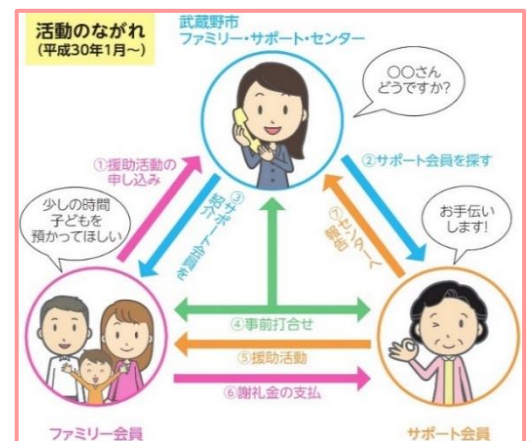 活動のながれ
(平成30年1月～)
武蔵野市
ファミリー・サポート・センター
〇〇さん
どうですか?
①援助活動の
申し込み
②サポート会員を探す
③サポート会員を
紹介
⑦センターへ
報告
少しの時間
子どもを
預かってほしい
お手伝い
します!
④事前打合せ
⑤援助活動
⑥謝礼金の支払
ファミリー会員
サポート会員